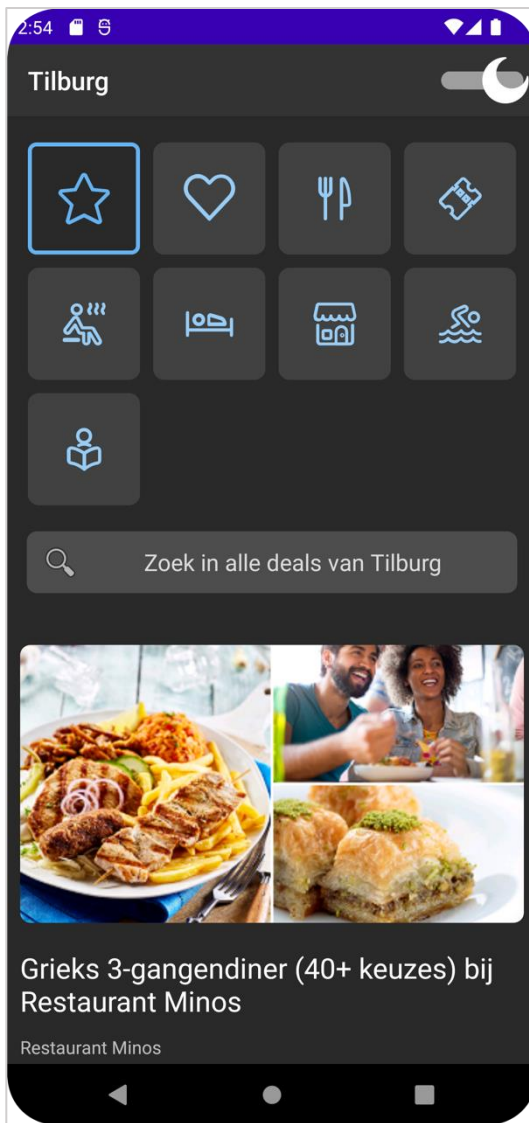 2:54
Tilburg
Zoek in alle deals van Tilburg
Grieks 3-gangendiner (40+ keuzes) bij
Restaurant Minos
Restaurant Minos